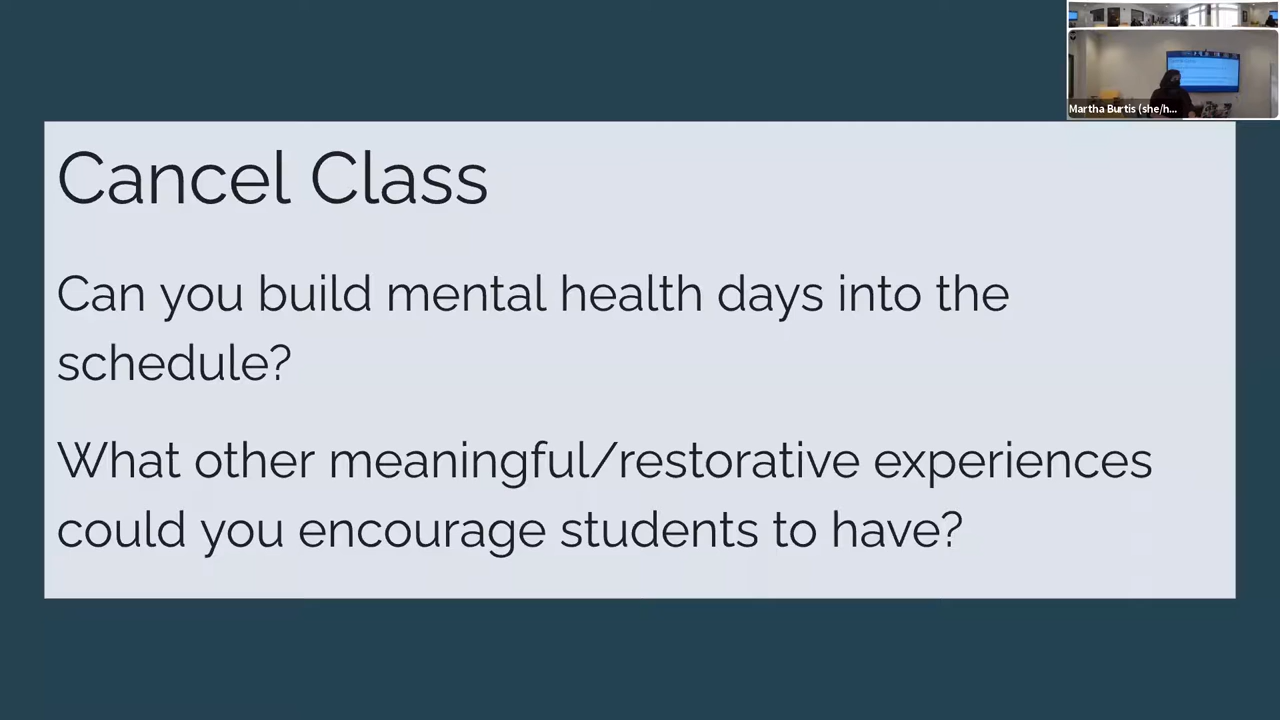 Martha Burtis (she/h...
Cancel Class
Can you build mental health days into the
schedule?
What other meaningful/restorative experiences
could you encourage students to have?